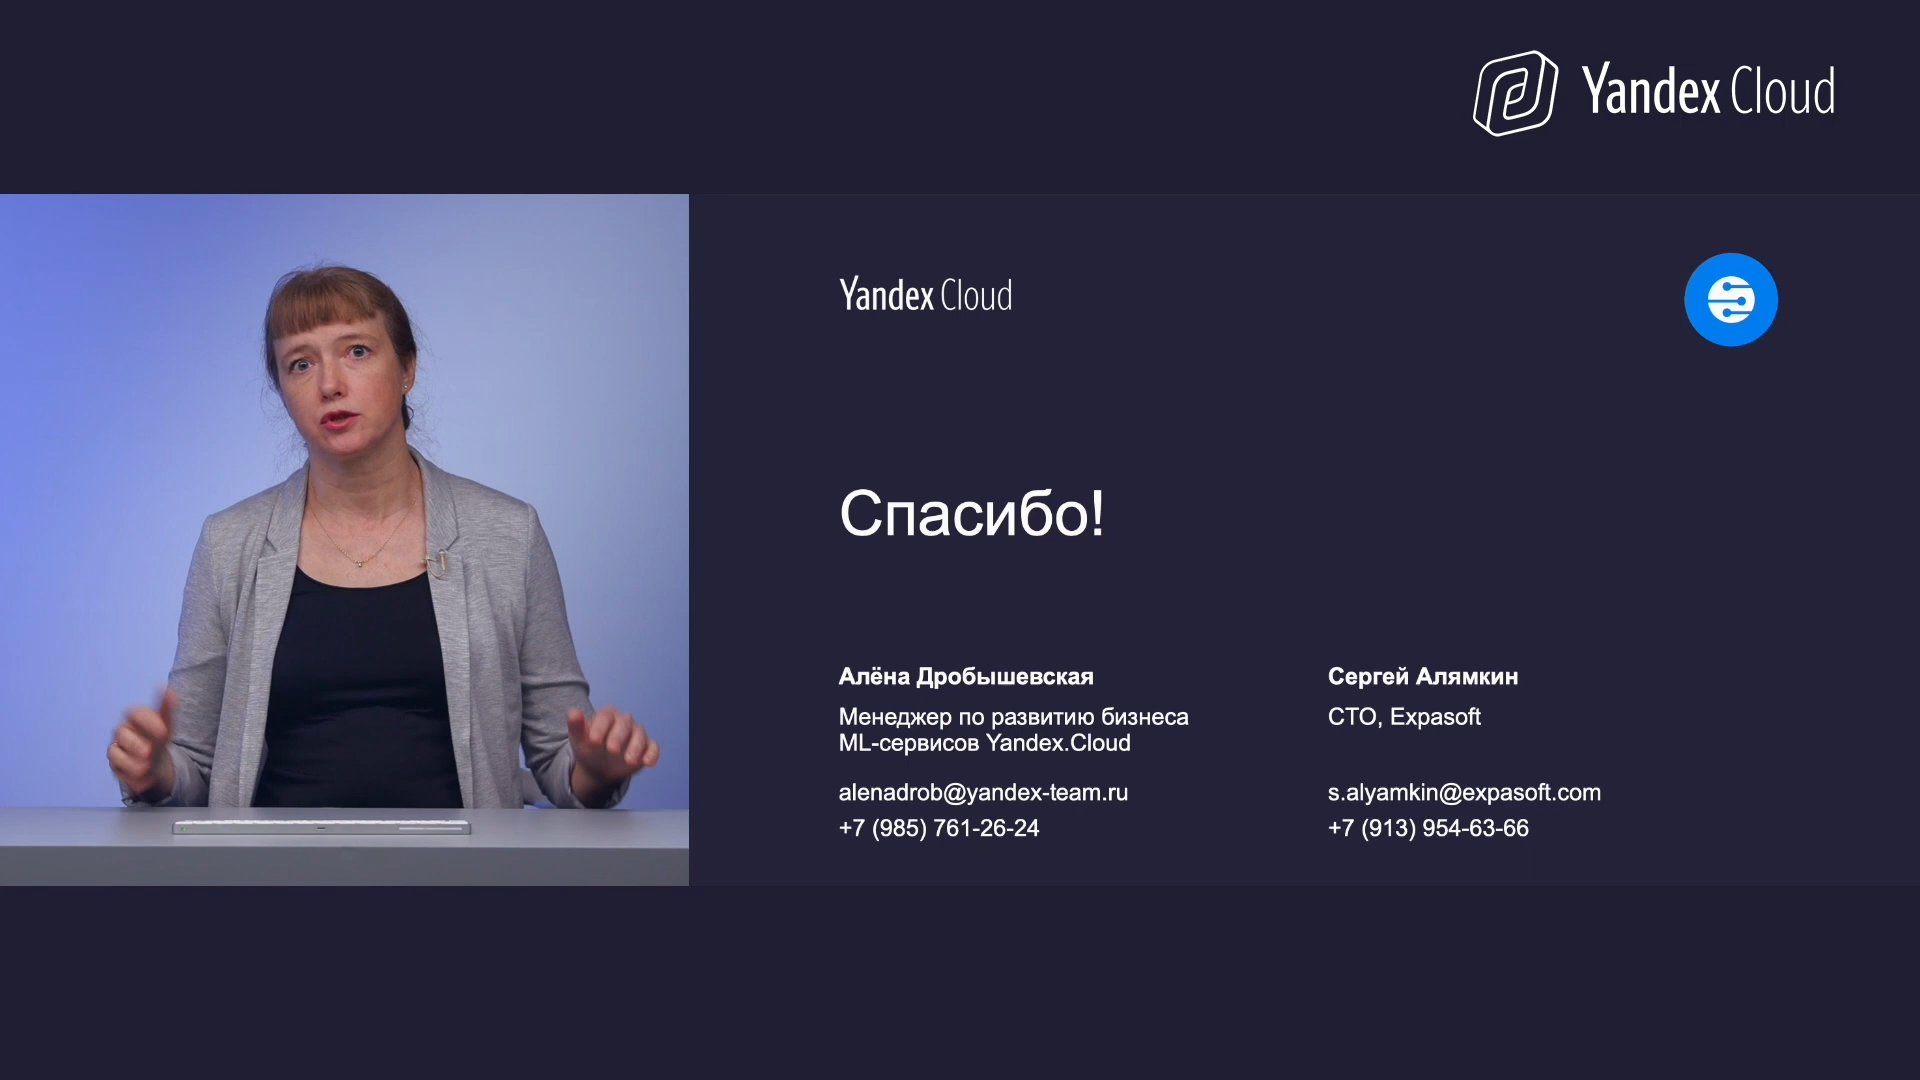 Yandex Cloud
Yandex Cloud
Спасибо!
Алёна Дробышевская
Менеджер по развитию бизнеса
ML-сервисов Yandex.Cloud
alenadrob@yandex-team.ru
+7 (985) 761-26-24
Сергей Алямкин
CTO, Expasoft
s.alyamkin@expasoft.com
+7 (913) 954-63-66